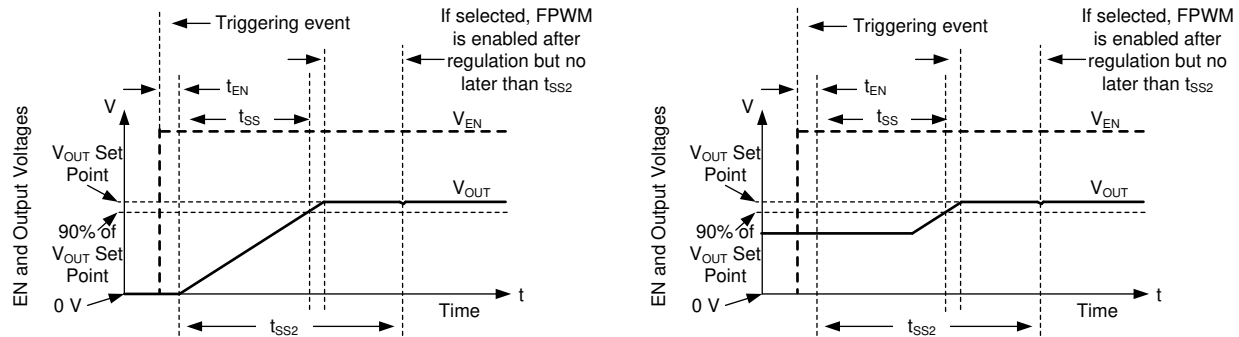 Triggering event
If selected, FPWM
is enabled after
regulation but no
later than tSS2
tEN
V
tSS
VEN
VOUT Set
Point
VOUT
90% of
VOUT Set
Point
0 V
t
Time
tSS2
EN and Output Voltages
Triggering event
If selected, FPWM
is enabled after
regulation but no
later than tSS2
tEN
V
tSS
VEN
VOUT Set
Point
VOUT
90% of
VOUT Set
Point
0 V
t
Time
tSS2
EN and Output Voltages